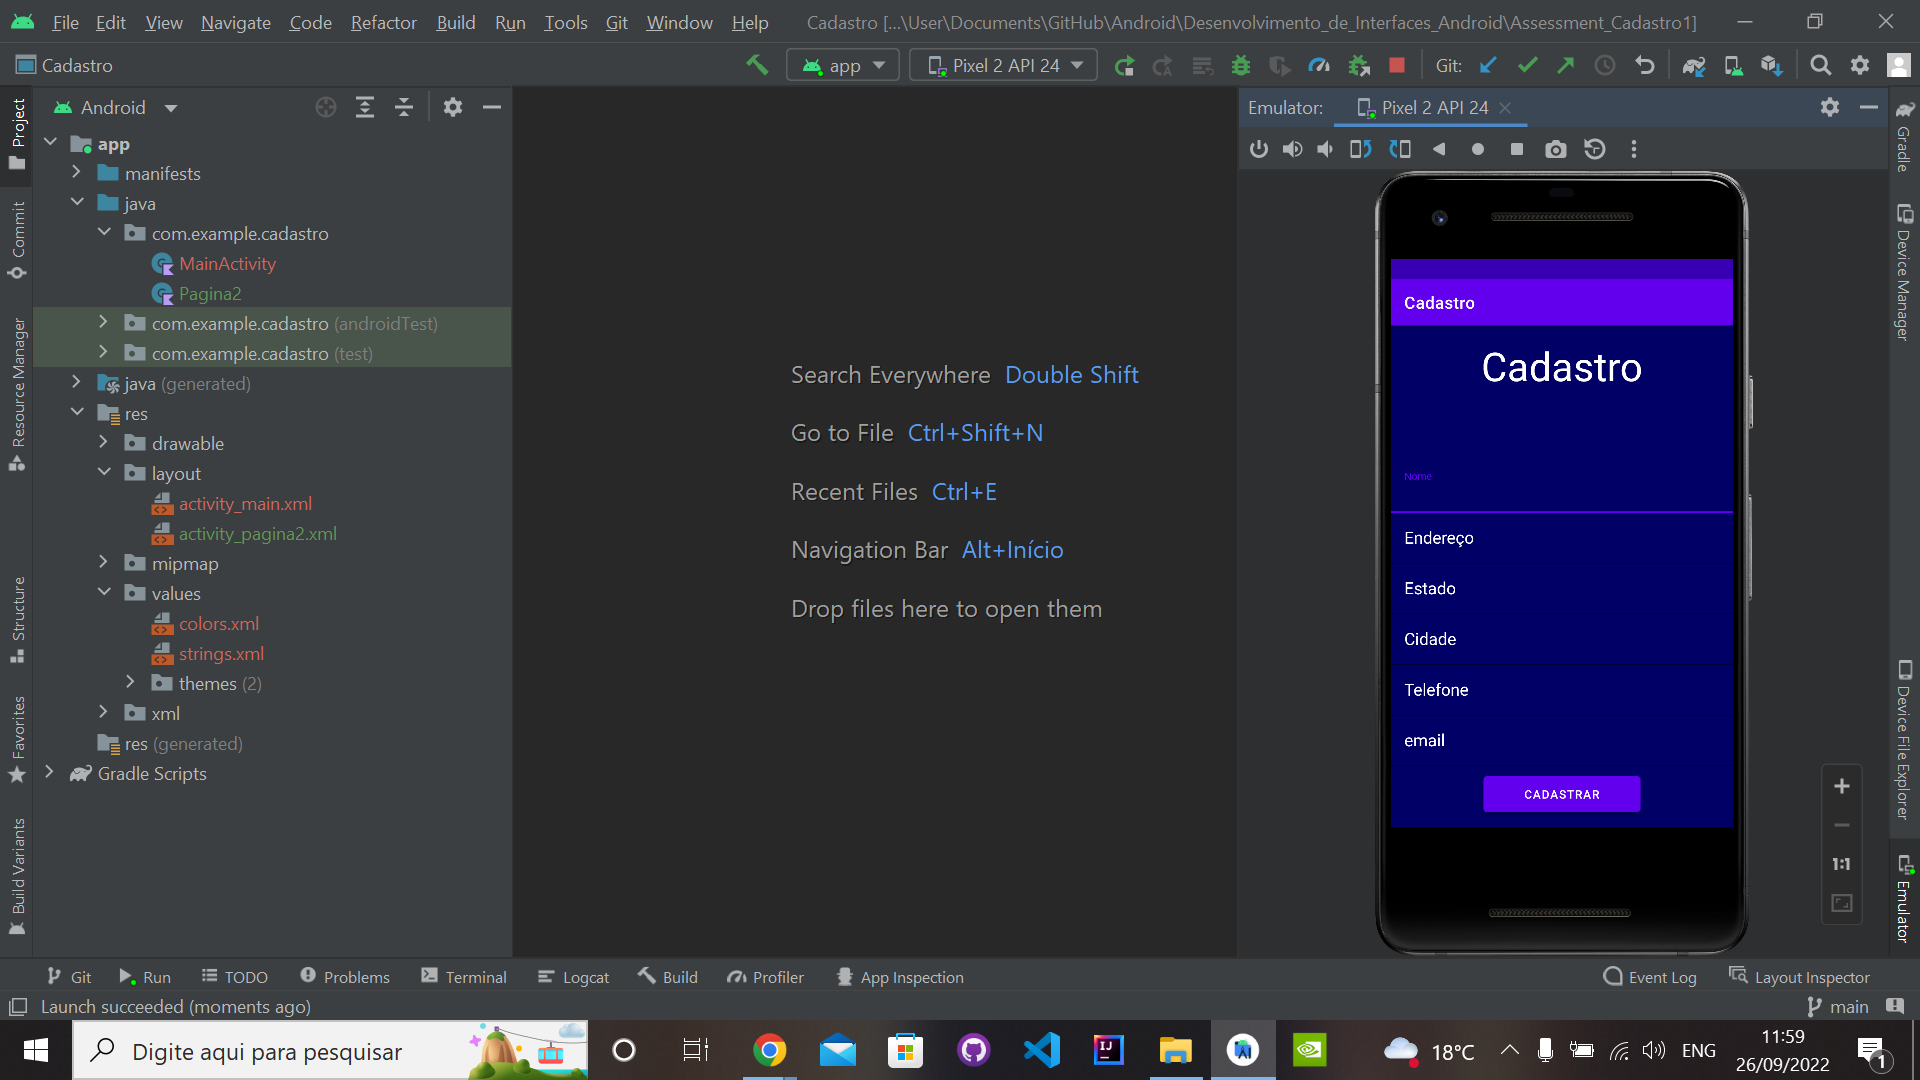 File Edit View Navigate Code Refactor Build Run Tools Git Window Help Cadastro [...\User\Documents\GitHub\Android\Desenvolvimento_de_Interfaces_Android\Assessment_Cadastro1]
Cadastro app Pixel 2 API 24 Git:
Project
Commit
Resource Manager
Structure
Favorites
Build Variants
Android
app
manifests
java
com.example.cadastro
MainActivity
Pagina2
com.example.cadastro (androidTest)
com.example.cadastro (test)
java (generated)
res
drawable
layout
activity_main.xml
activity_pagina2.xml
mipmap
values
colors.xml
strings.xml
themes (2)
xml
res (generated)
Gradle Scripts
Search Everywhere Double Shift
Go to File Ctrl+Shift+N
Recent Files Ctrl+E
Navigation Bar Alt+Início
Drop files here to open them
Emulator: Pixel 2 API 24
Cadastro
Cadastro
Nome
Endereço
Estado
Cidade
Telefone
email
CADASTRAR
1:1
Gradle
Device Manager
Device File Explorer
Emulator
Git Run TODO Problems Terminal Logcat Build Profiler App Inspection Event Log Layout Inspector
Launch succeeded (moments ago) main
Digite aqui para pesquisar
IJ
18°C ENG
11:59
26/09/2022
1